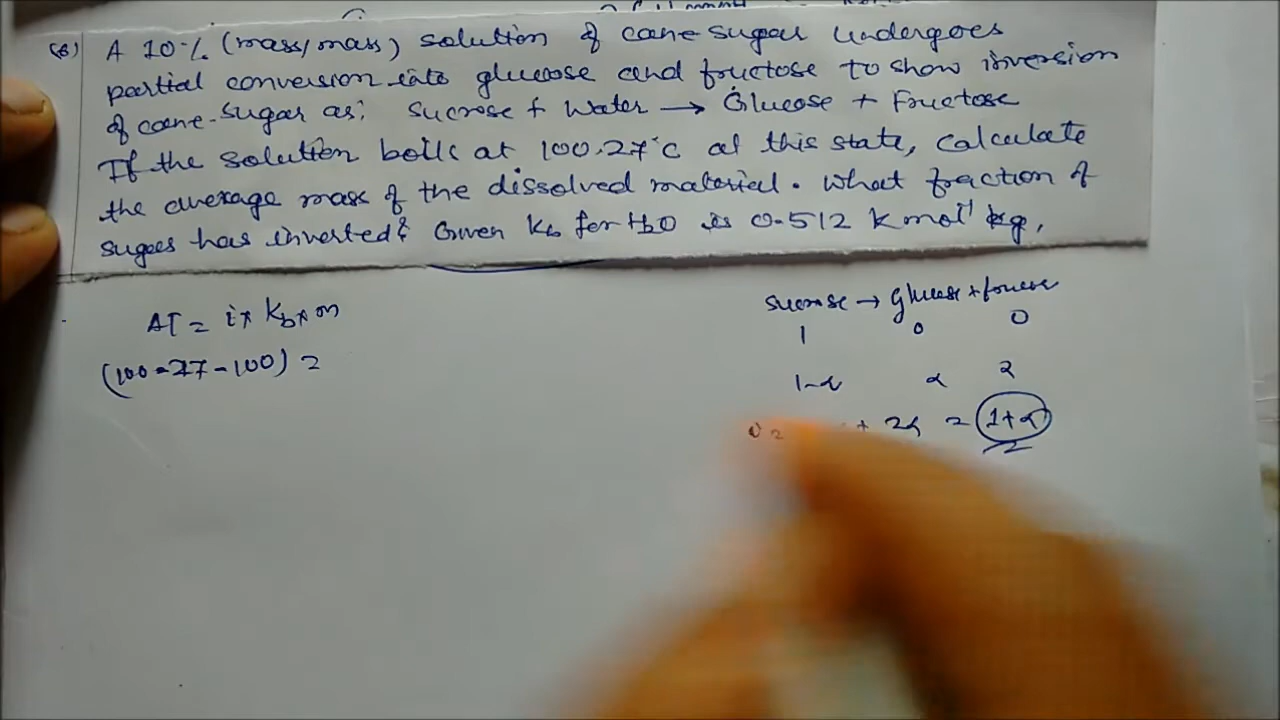 (6) A 10% (mass/mass) solution of cane sugar undergoes
partial conversion into glucose and fructose to show inversion
of cane-sugar as: Sucrose + Water → Glucose + Fructose
If the solution boils at 100.27°C at this state, calculate
the average mass of the dissolved material. What fraction of
sugar has inverted? Given Kb for H2O is 0.512 K mol⁻¹ kg.
ΔT = i × Kb × m
(100.27-100) =
sucrose → glucose +
1 0 0
1-α α α
+ 2α = 1+α